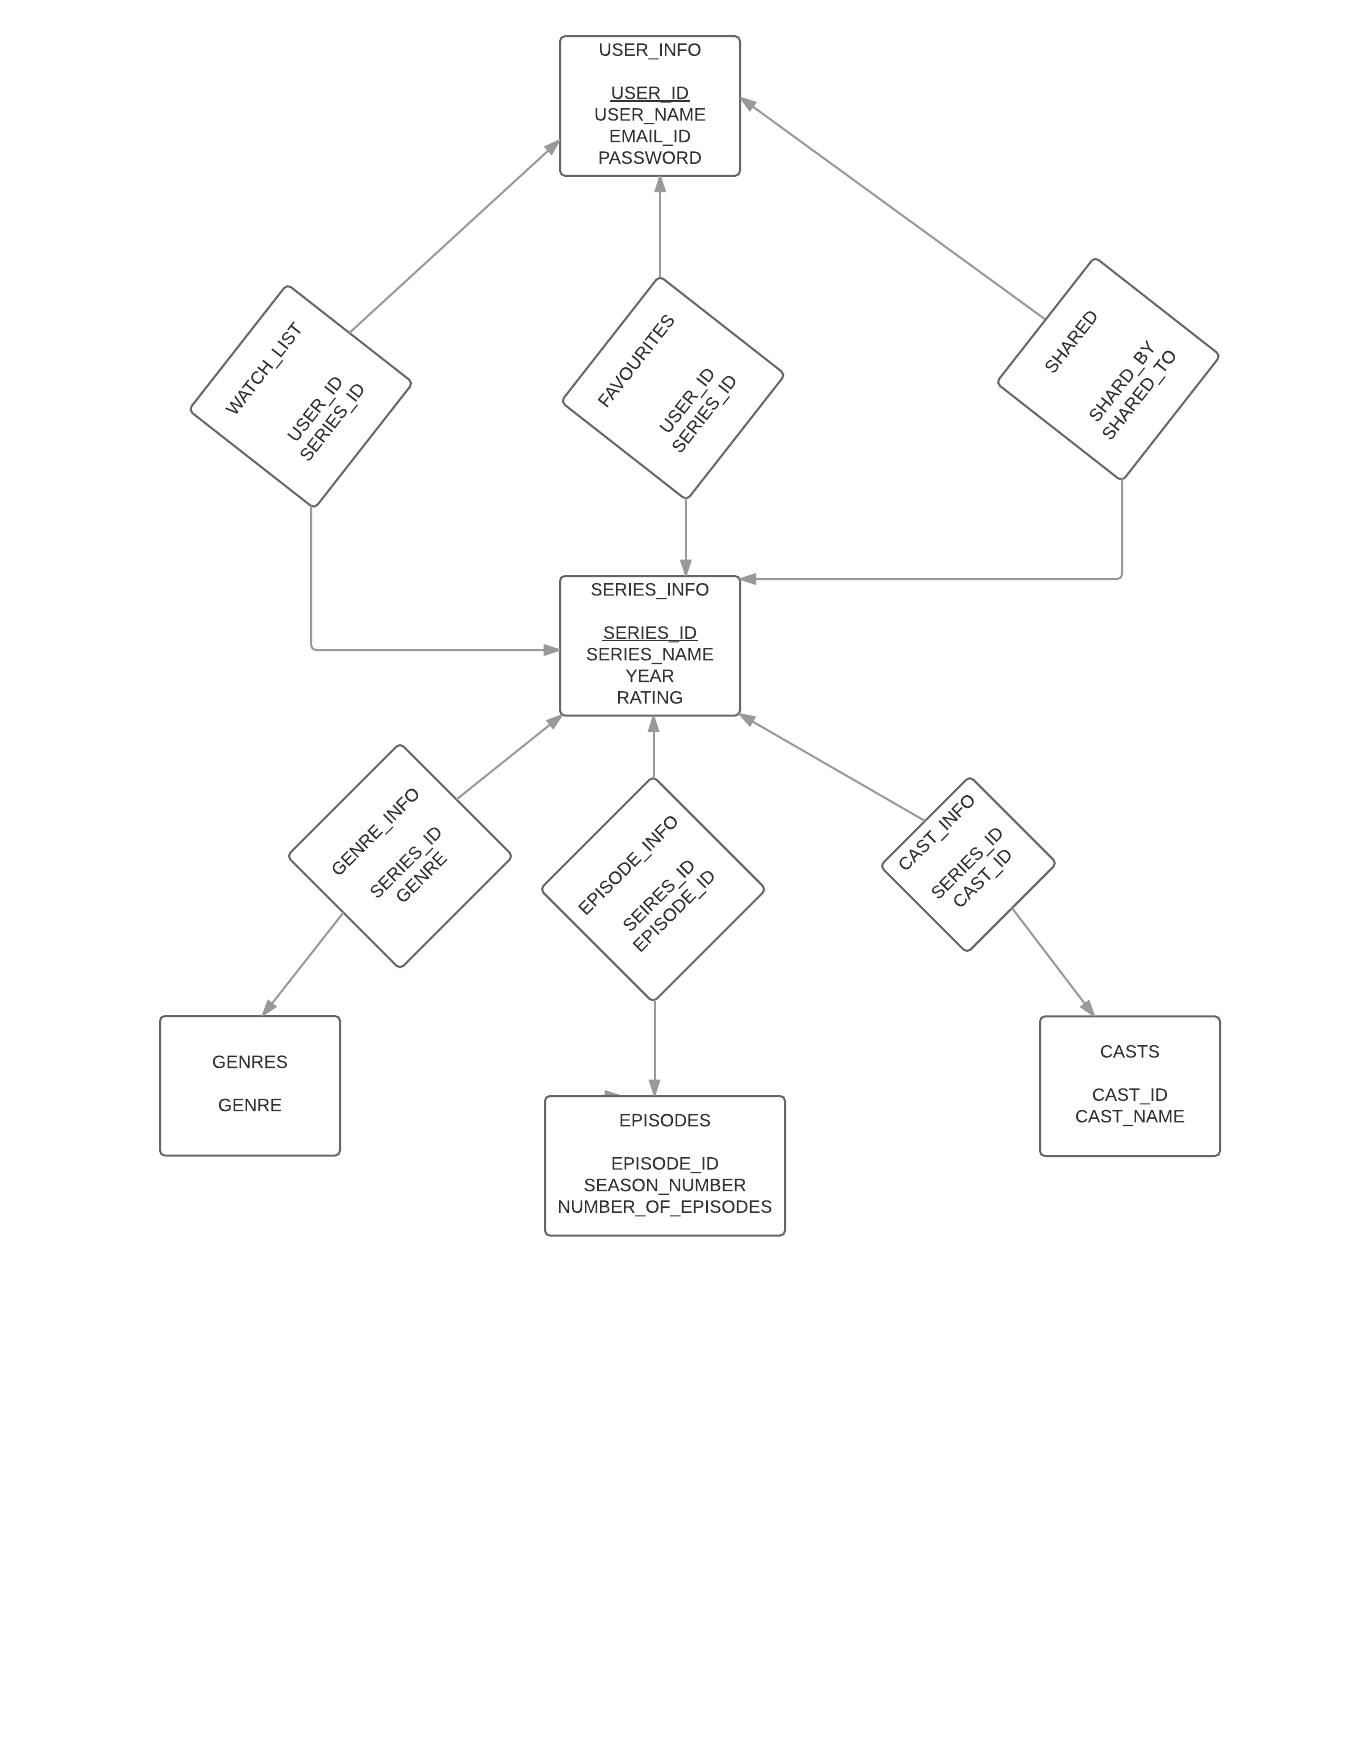 USER_INFO
USER_ID
USER_NAME
EMAIL_ID
PASSWORD
WATCH_LIST
USER_ID
SERIES_ID
FAVOURITES
USER_ID
SERIES_ID
SHARED
SHARD_BY
SHARED_TO
SERIES_INFO
SERIES_ID
SERIES_NAME
YEAR
RATING
GENRE_INFO
SERIES_ID
GENRE
EPISODE_INFO
SEIRES_ID
EPISODE_ID
CAST_INFO
SERIES_ID
CAST_ID
GENRES
GENRE
EPISODES
EPISODE_ID
SEASON_NUMBER
NUMBER_OF_EPISODES
CASTS
CAST_ID
CAST_NAME